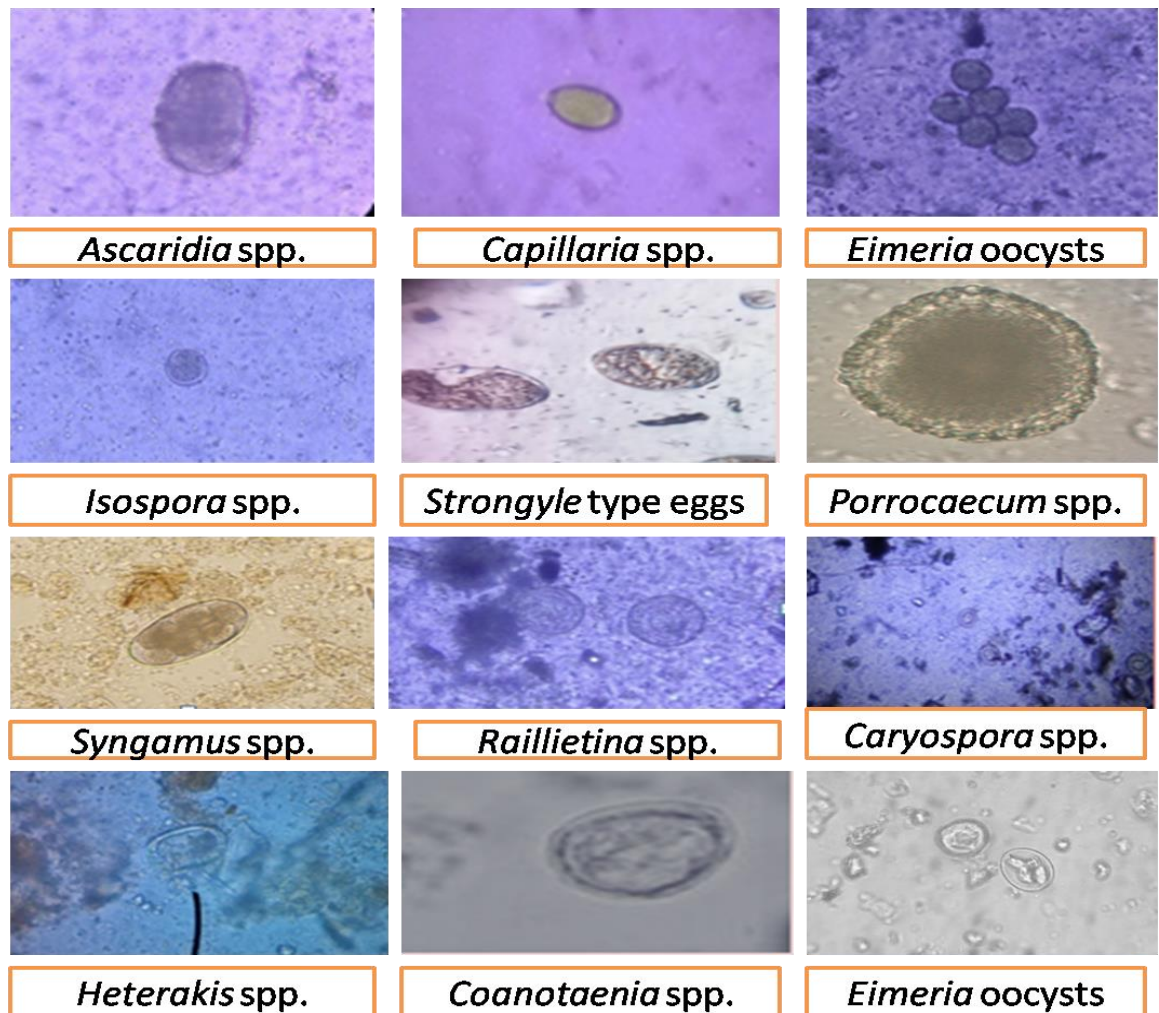 Ascaridia spp.
Capillaria spp.
Eimeria oocysts
Isospora spp.
Strongyle type eggs
Porrocaecum spp.
Syngamus spp.
Raillietina spp.
Caryospora spp.
Heterakis spp.
Coanotaenia spp.
Eimeria oocysts